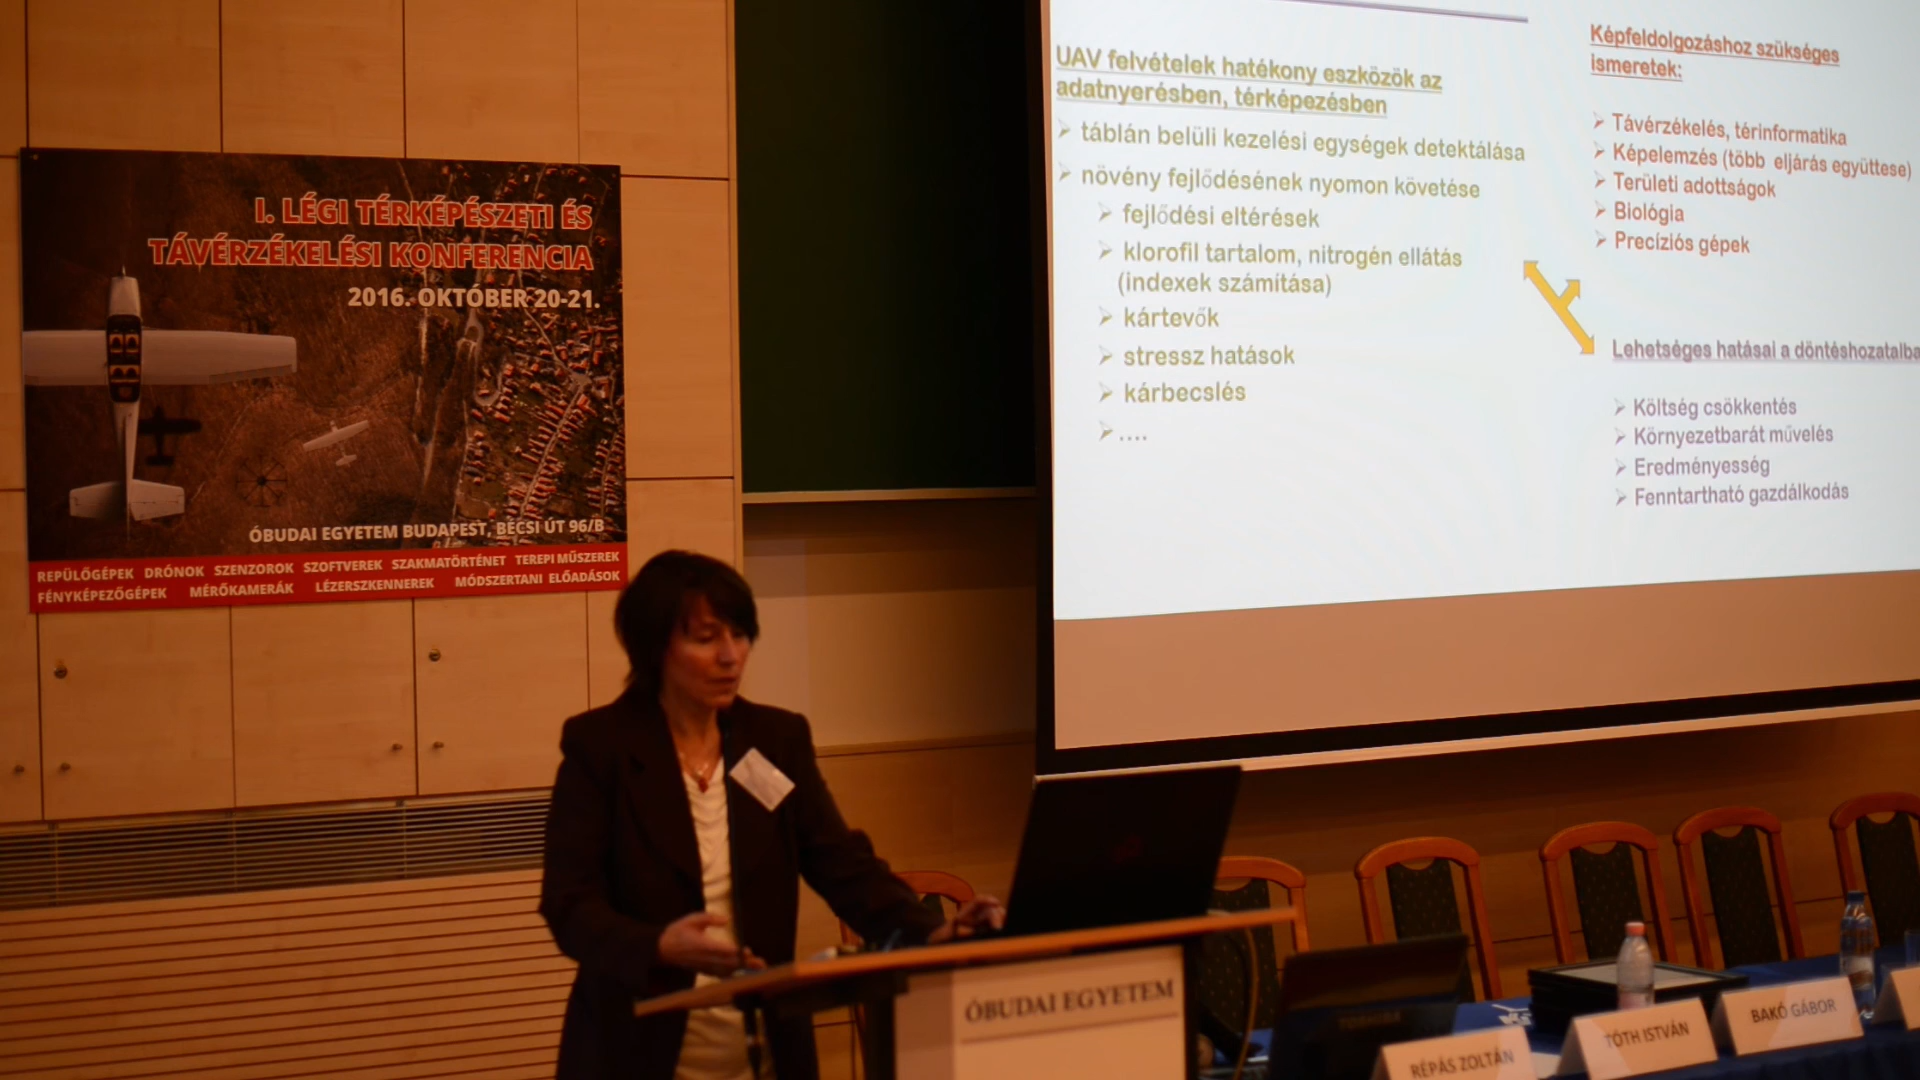 I. LÉGI TÉRKÉPÉSZETI ÉS
TÁVÉRZÉKELÉSI KONFERENCIA
2016. OKTÓBER 20-21.
ÓBUDAI EGYETEM BUDAPEST, BÉCSI ÚT 96/B
REPÜLŐGÉPEK DRÓNOK SZENZOROK SZOFTVEREK SZAKMATÖRTÉNET TEREPI MŰSZEREK
FÉNYKÉPEZŐGÉPEK MÉRŐKAMERÁK LÉZERSZKENNEREK MÓDSZERTANI ELŐADÁSOK
UAV felvételek hatékony eszközök az
adatnyerésben, térképezésben
táblán belüli kezelési egységek detektálása
növény fejlődésének nyomon követése
fejlődési eltérések
klorofil tartalom, nitrogén ellátás
(indexek számítása)
kártevők
stressz hatások
kárbecslés
....
Képfeldolgozáshoz szükséges
ismeretek:
Távérzékelés, térinformatika
Képelemzés (több eljárás együttese)
Területi adottságok
Biológia
Precíziós gépek
Lehetséges hatásai a döntéshozatalba
Költség csökkentés
Környezetbarát művelés
Eredményesség
Fenntartható gazdálkodás
ÓBUDAI EGYETEM
TOSHIBA
RÉPÁS ZOLTÁN
TÓTH ISTVÁN
BAKÓ GÁBOR